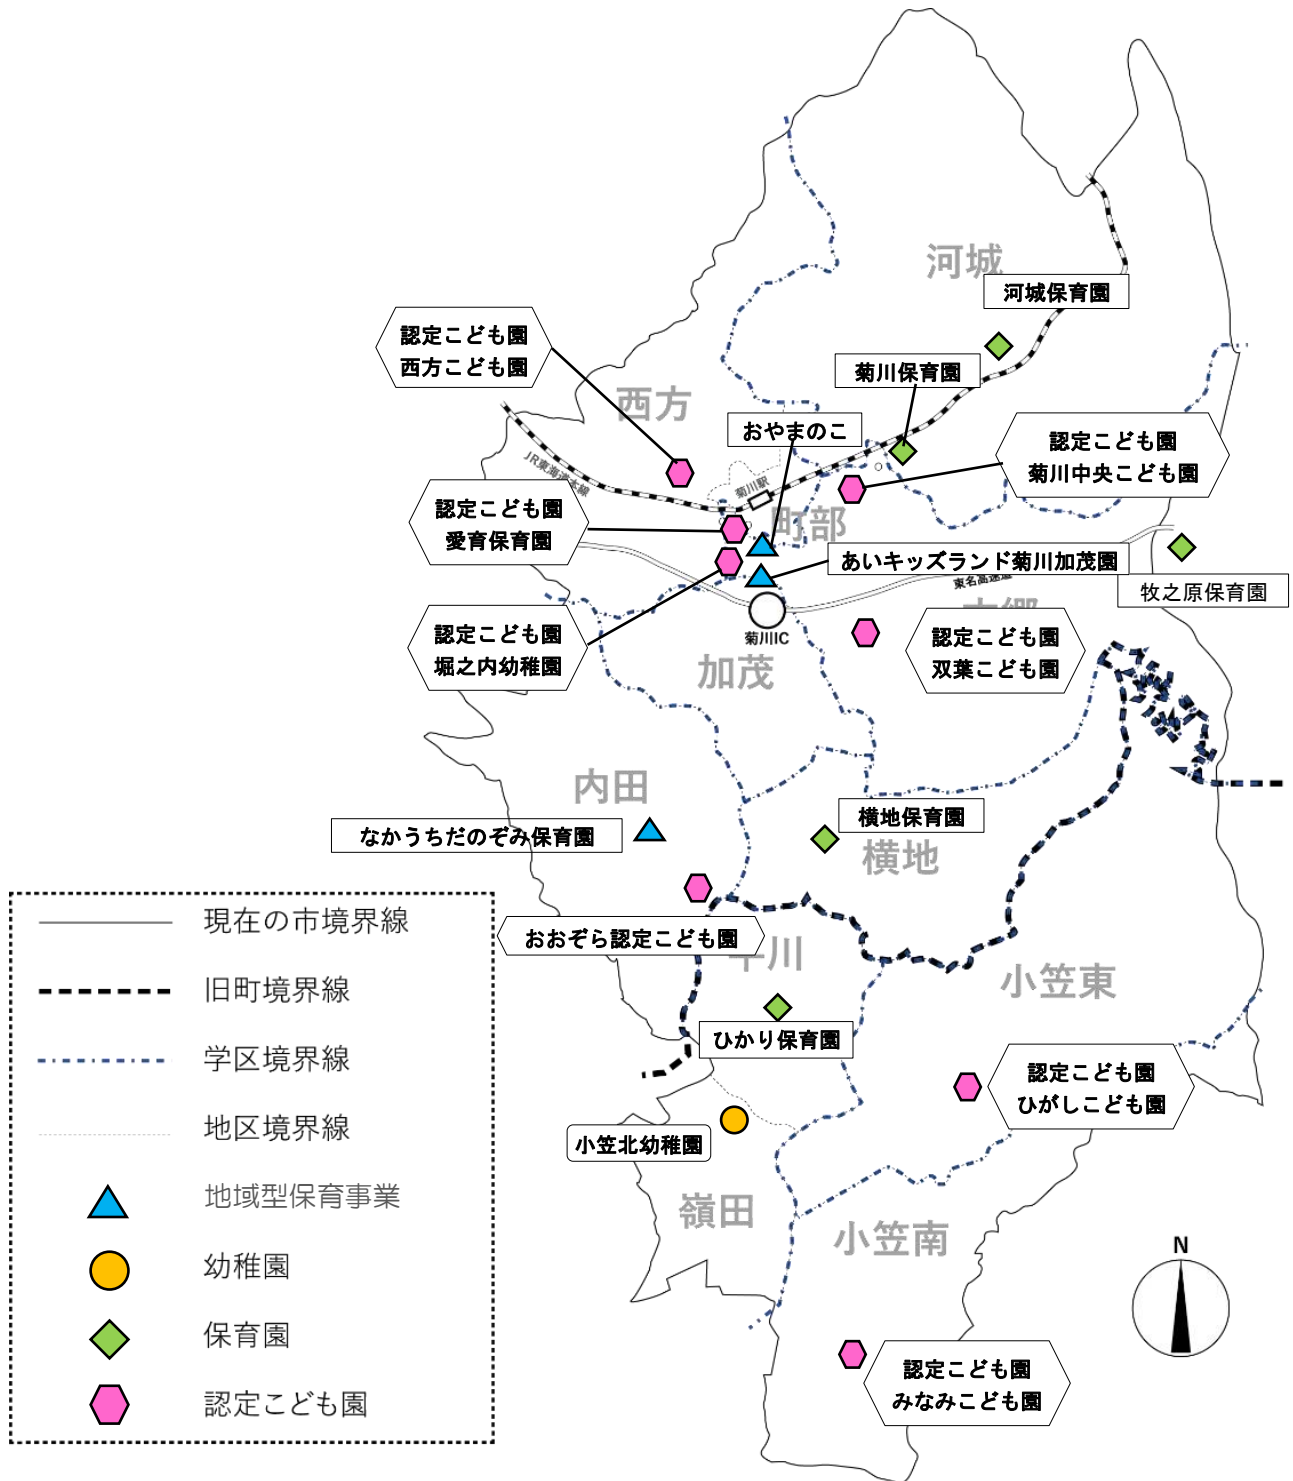 河城
河城保育園
認定こども園
西方こども園
菊川保育園
西方
おやまのこ
認定こども園
菊川中央こども園
JR東海道本線
菊川駅
認定こども園
愛育保育園
町部
あいキッズランド菊川加茂園
東名高速道
牧之原保育園
菊川IC
認定こども園
堀之内幼稚園
認定こども園
双葉こども園
加茂
内田
横地保育園
なかうちだのぞみ保育園
横地
おおぞら認定こども園
小笠東
ひかり保育園
認定こども園
ひがしこども園
小笠北幼稚園
嶺田
小笠南
N
認定こども園
みなみこども園
現在の市境界線
旧町境界線
学区境界線
地区境界線
地域型保育事業
幼稚園
保育園
認定こども園